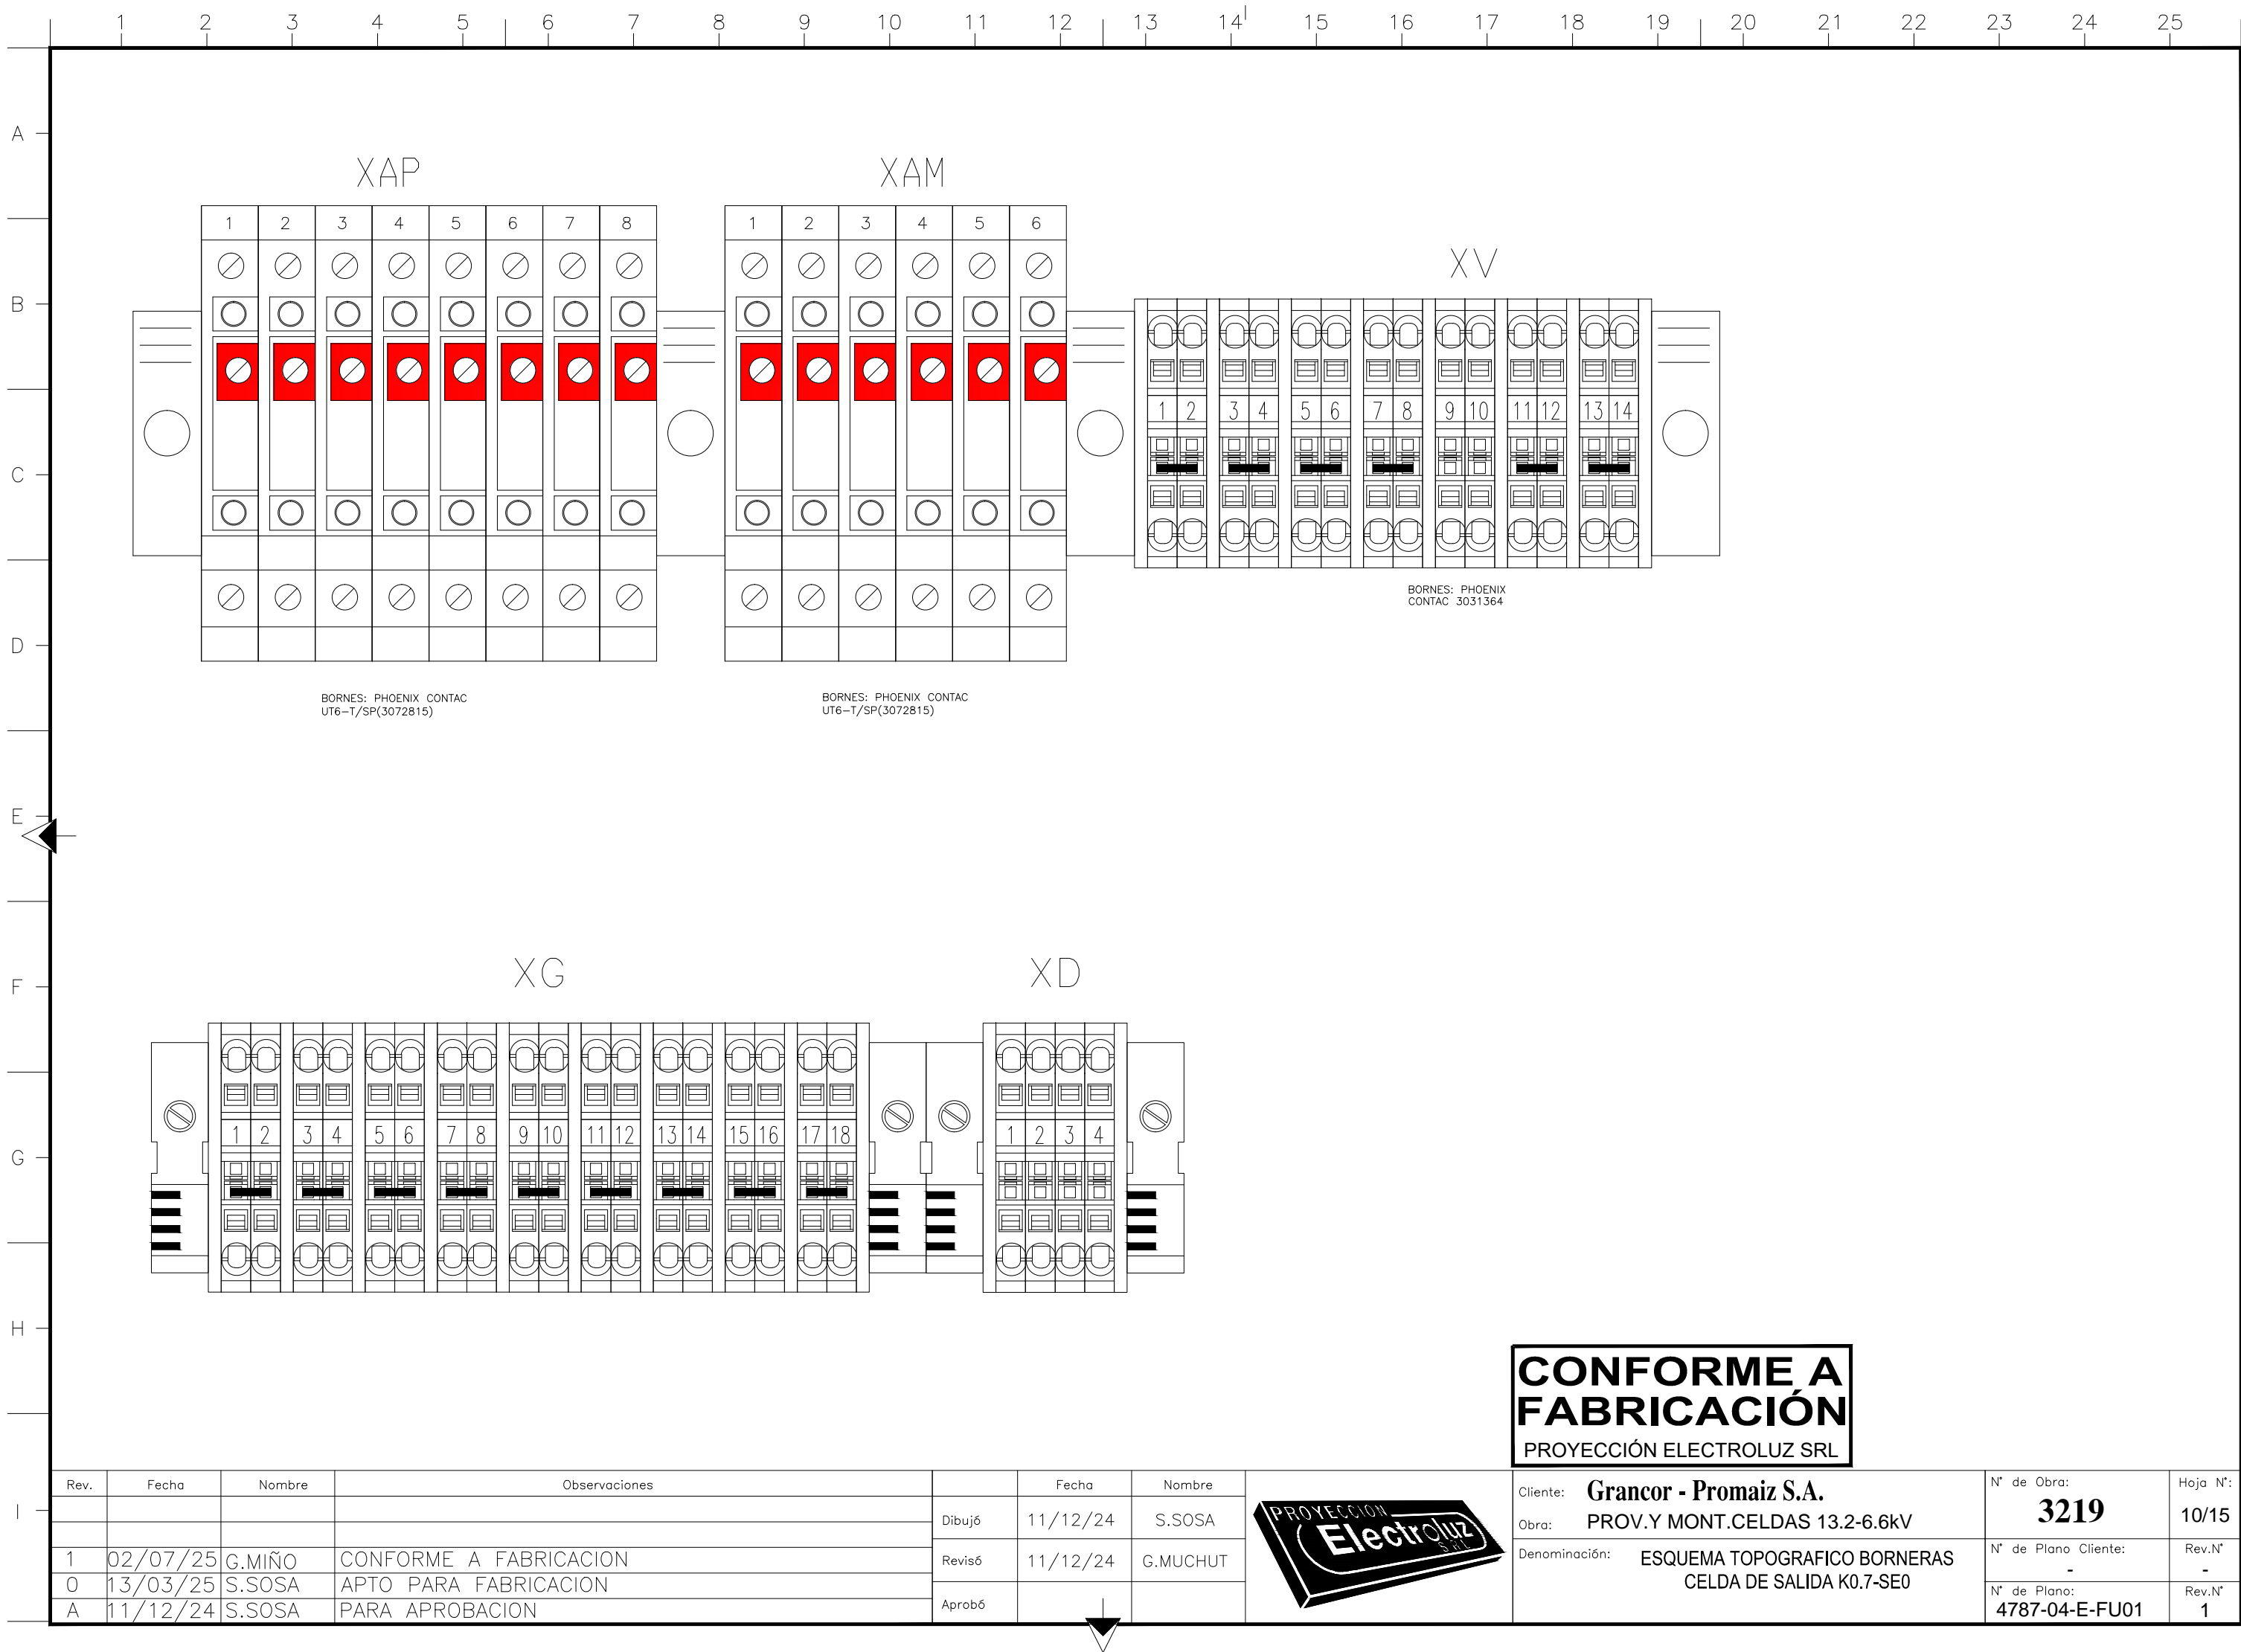 1 2 3 4 5 6 7 8 9 10 11 12 13 14 15 16 17 18 19 20 21 22 23 24 25
A
B
C
D
E
F
G
H
I
XAP
1 2 3 4 5 6 7 8
BORNES: PHOENIX CONTAC
UT6-T/SP(3072815)
XAM
1 2 3 4 5 6
BORNES: PHOENIX CONTAC
UT6-T/SP(3072815)
XV
1 2 3 4 5 6 7 8 9 10 11 12 13 14
BORNES: PHOENIX
CONTAC 3031364
XG
1 2 3 4 5 6 7 8 9 10 11 12 13 14 15 16 17 18
XD
1 2 3 4
CONFORME A
FABRICACIÓN
PROYECCIÓN ELECTROLUZ SRL
Rev. Fecha Nombre Observaciones
1 02/07/25 G.MIÑO CONFORME A FABRICACION
0 13/03/25 S.SOSA APTO PARA FABRICACION
A 11/12/24 S.SOSA PARA APROBACION
Fecha Nombre
Dibujó 11/12/24 S.SOSA
Revisó 11/12/24 G.MUCHUT
Aprobó
PROYECCION
Electroluz
S.R.L
Cliente: Grancor - Promaiz S.A.
Obra: PROV.Y MONT.CELDAS 13.2-6.6kV
Denominación: ESQUEMA TOPOGRAFICO BORNERAS
CELDA DE SALIDA K0.7-SE0
N° de Obra:
3219
Hoja N°:
10/15
N° de Plano Cliente:
-
Rev.N°
-
N° de Plano:
4787-04-E-FU01
Rev.N°
1